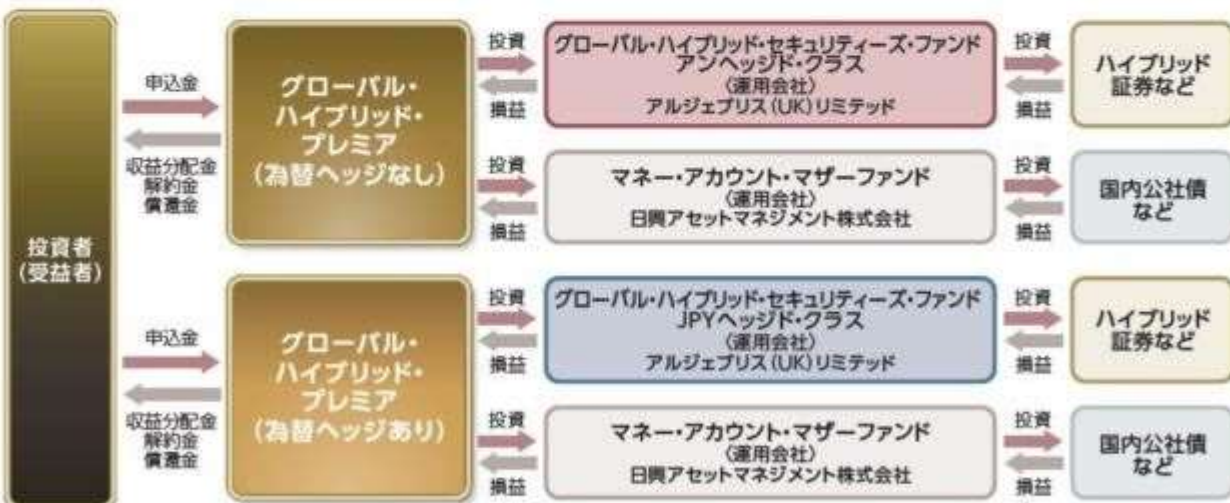 投資者
(受益者)
申込金
収益分配金
解約金
償還金
グローバル・
ハイブリッド・
プレミア
(為替ヘッジなし)
投資
損益
グローバル・ハイブリッド・セキュリティーズ・ファンド
アンヘッジド・クラス
〈運用会社〉
アルジェブリス(UK)リミテッド
投資
損益
ハイブリッド
証券など
投資
損益
マネー・アカウント・マザーファンド
〈運用会社〉
日興アセットマネジメント株式会社
投資
損益
国内公社債
など
申込金
収益分配金
解約金
償還金
グローバル・
ハイブリッド・
プレミア
(為替ヘッジあり)
投資
損益
グローバル・ハイブリッド・セキュリティーズ・ファンド
JPYヘッジド・クラス
〈運用会社〉
アルジェブリス(UK)リミテッド
投資
損益
ハイブリッド
証券など
投資
損益
マネー・アカウント・マザーファンド
〈運用会社〉
日興アセットマネジメント株式会社
投資
損益
国内公社債
など